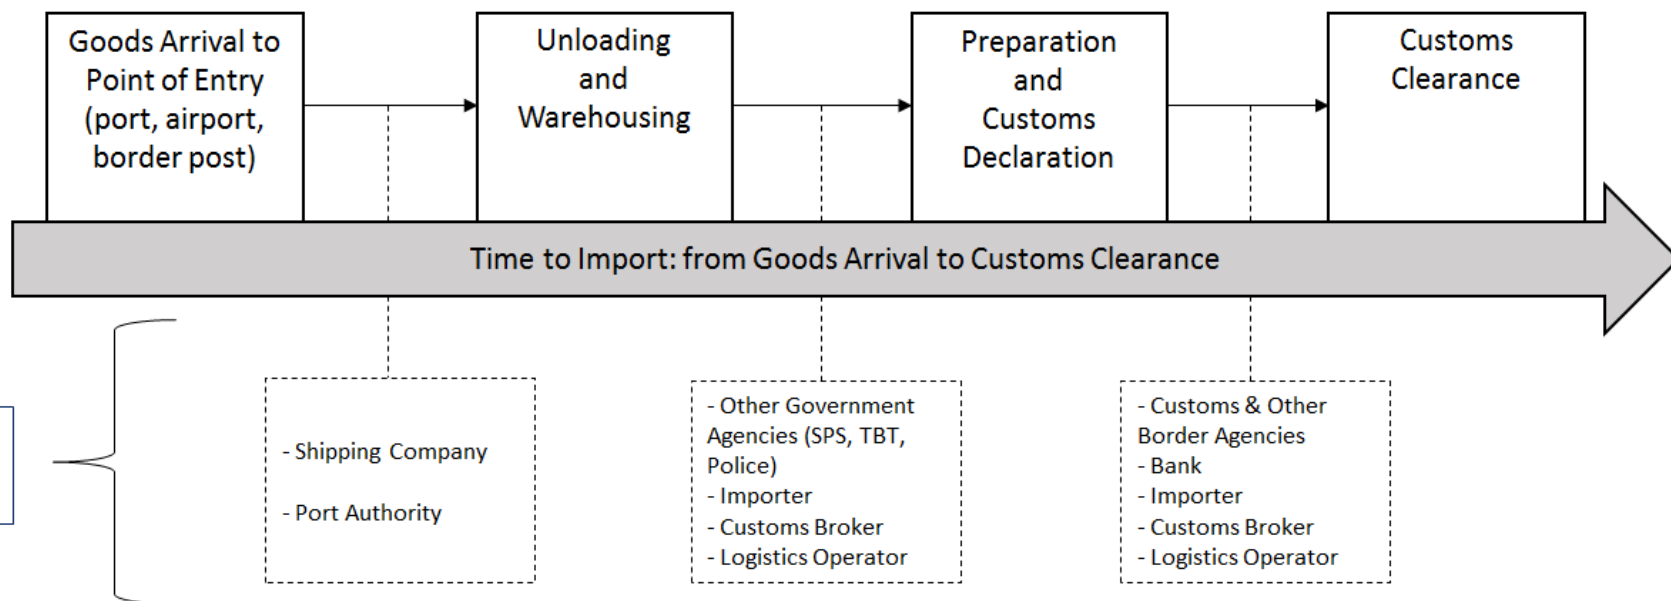 Goods Arrival to
Point of Entry
(port, airport,
border post)
Unloading
and
Warehousing
Preparation
and
Customs
Declaration
Customs
Clearance
Time to Import: from Goods Arrival to Customs Clearance
- Shipping Company
- Port Authority
- Other Government
Agencies (SPS, TBT,
Police)
- Importer
- Customs Broker
- Logistics Operator
- Customs & Other
Border Agencies
- Bank
- Importer
- Customs Broker
- Logistics Operator